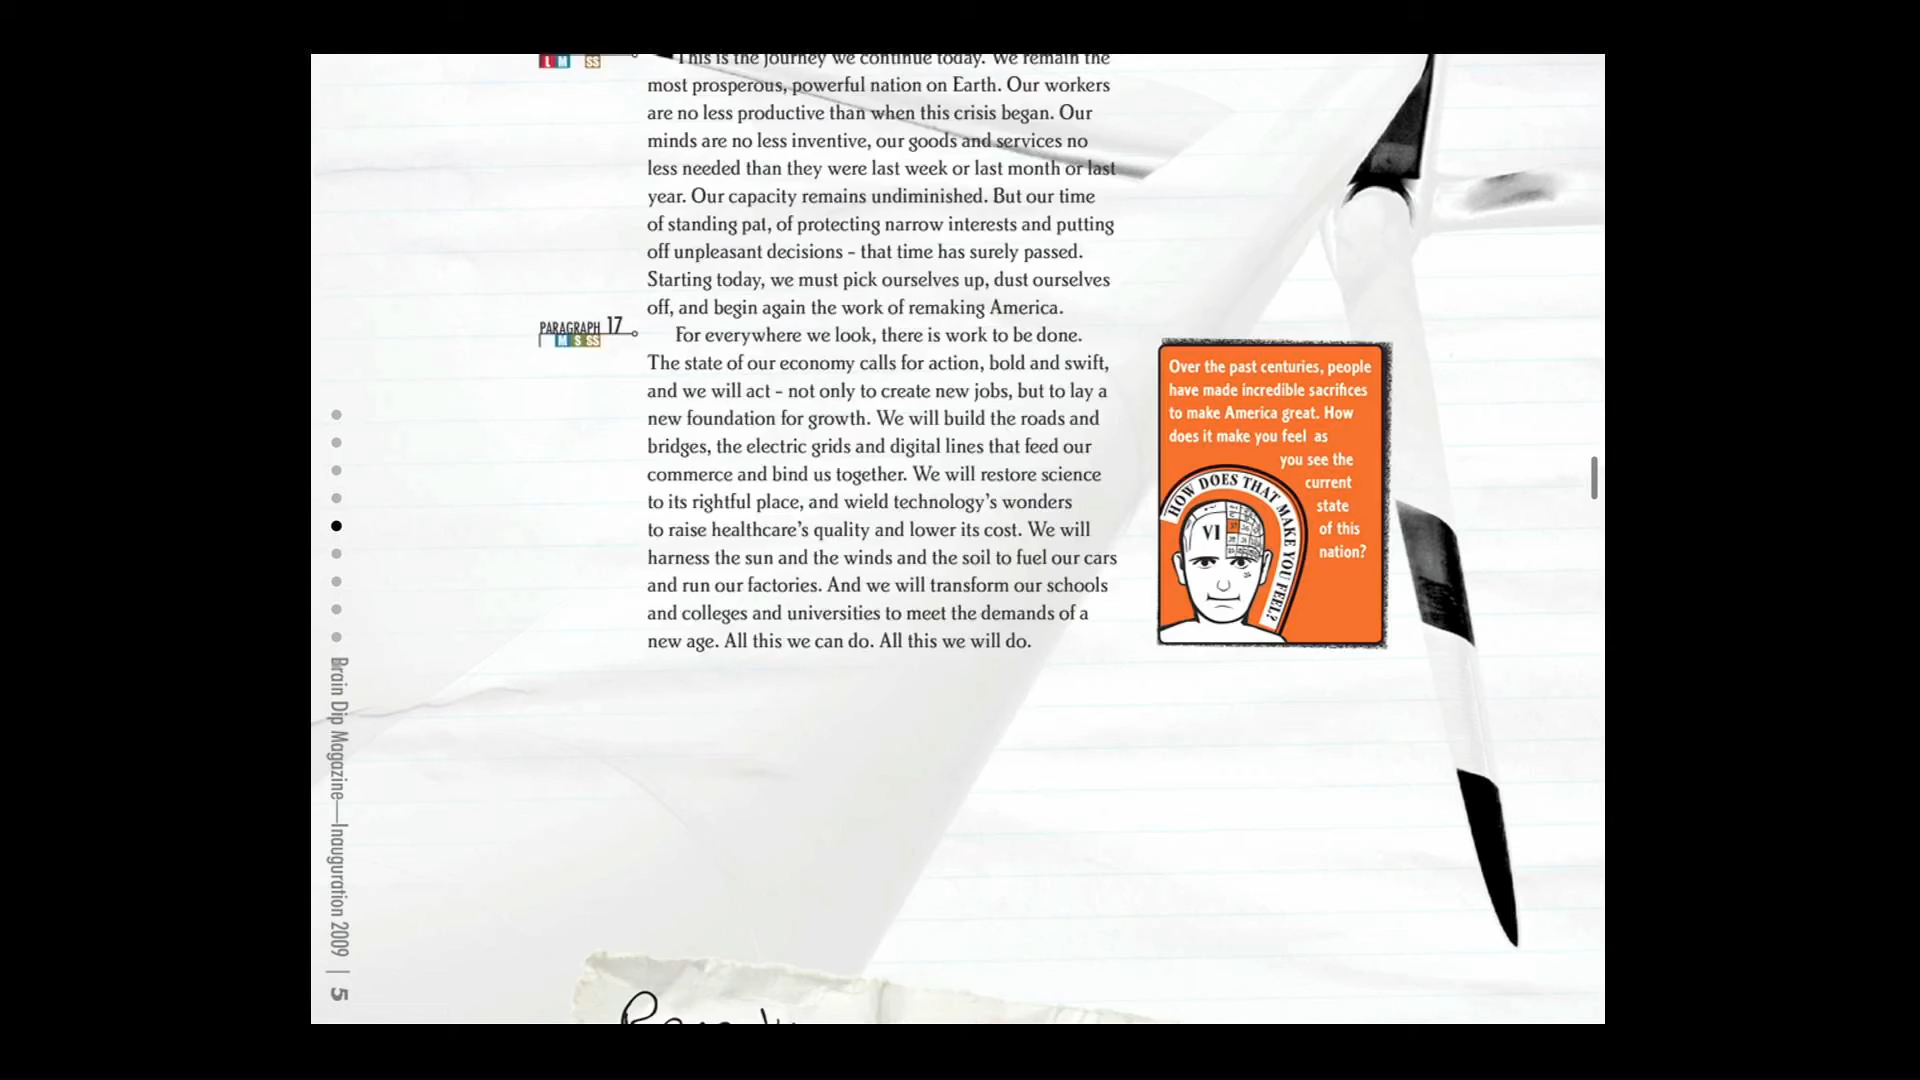 L M SS
This is the journey we continue today. We remain the
most prosperous, powerful nation on Earth. Our workers
are no less productive than when this crisis began. Our
minds are no less inventive, our goods and services no
less needed than they were last week or last month or last
year. Our capacity remains undiminished. But our time
of standing pat, of protecting narrow interests and putting
off unpleasant decisions – that time has surely passed.
Starting today, we must pick ourselves up, dust ourselves
off, and begin again the work of remaking America.
PARAGRAPH 17
M S SS
For everywhere we look, there is work to be done.
The state of our economy calls for action, bold and swift,
and we will act – not only to create new jobs, but to lay a
new foundation for growth. We will build the roads and
bridges, the electric grids and digital lines that feed our
commerce and bind us together. We will restore science
to its rightful place, and wield technology’s wonders
to raise healthcare’s quality and lower its cost. We will
harness the sun and the winds and the soil to fuel our cars
and run our factories. And we will transform our schools
and colleges and universities to meet the demands of a
new age. All this we can do. All this we will do.
Over the past centuries, people
have made incredible sacrifices
to make America great. How
does it make you feel as
you see the
current
state
of this
nation?
HOW DOES THAT MAKE YOU FEEL?
VI
Brain Dip Magazine—Inauguration 2009 | 5